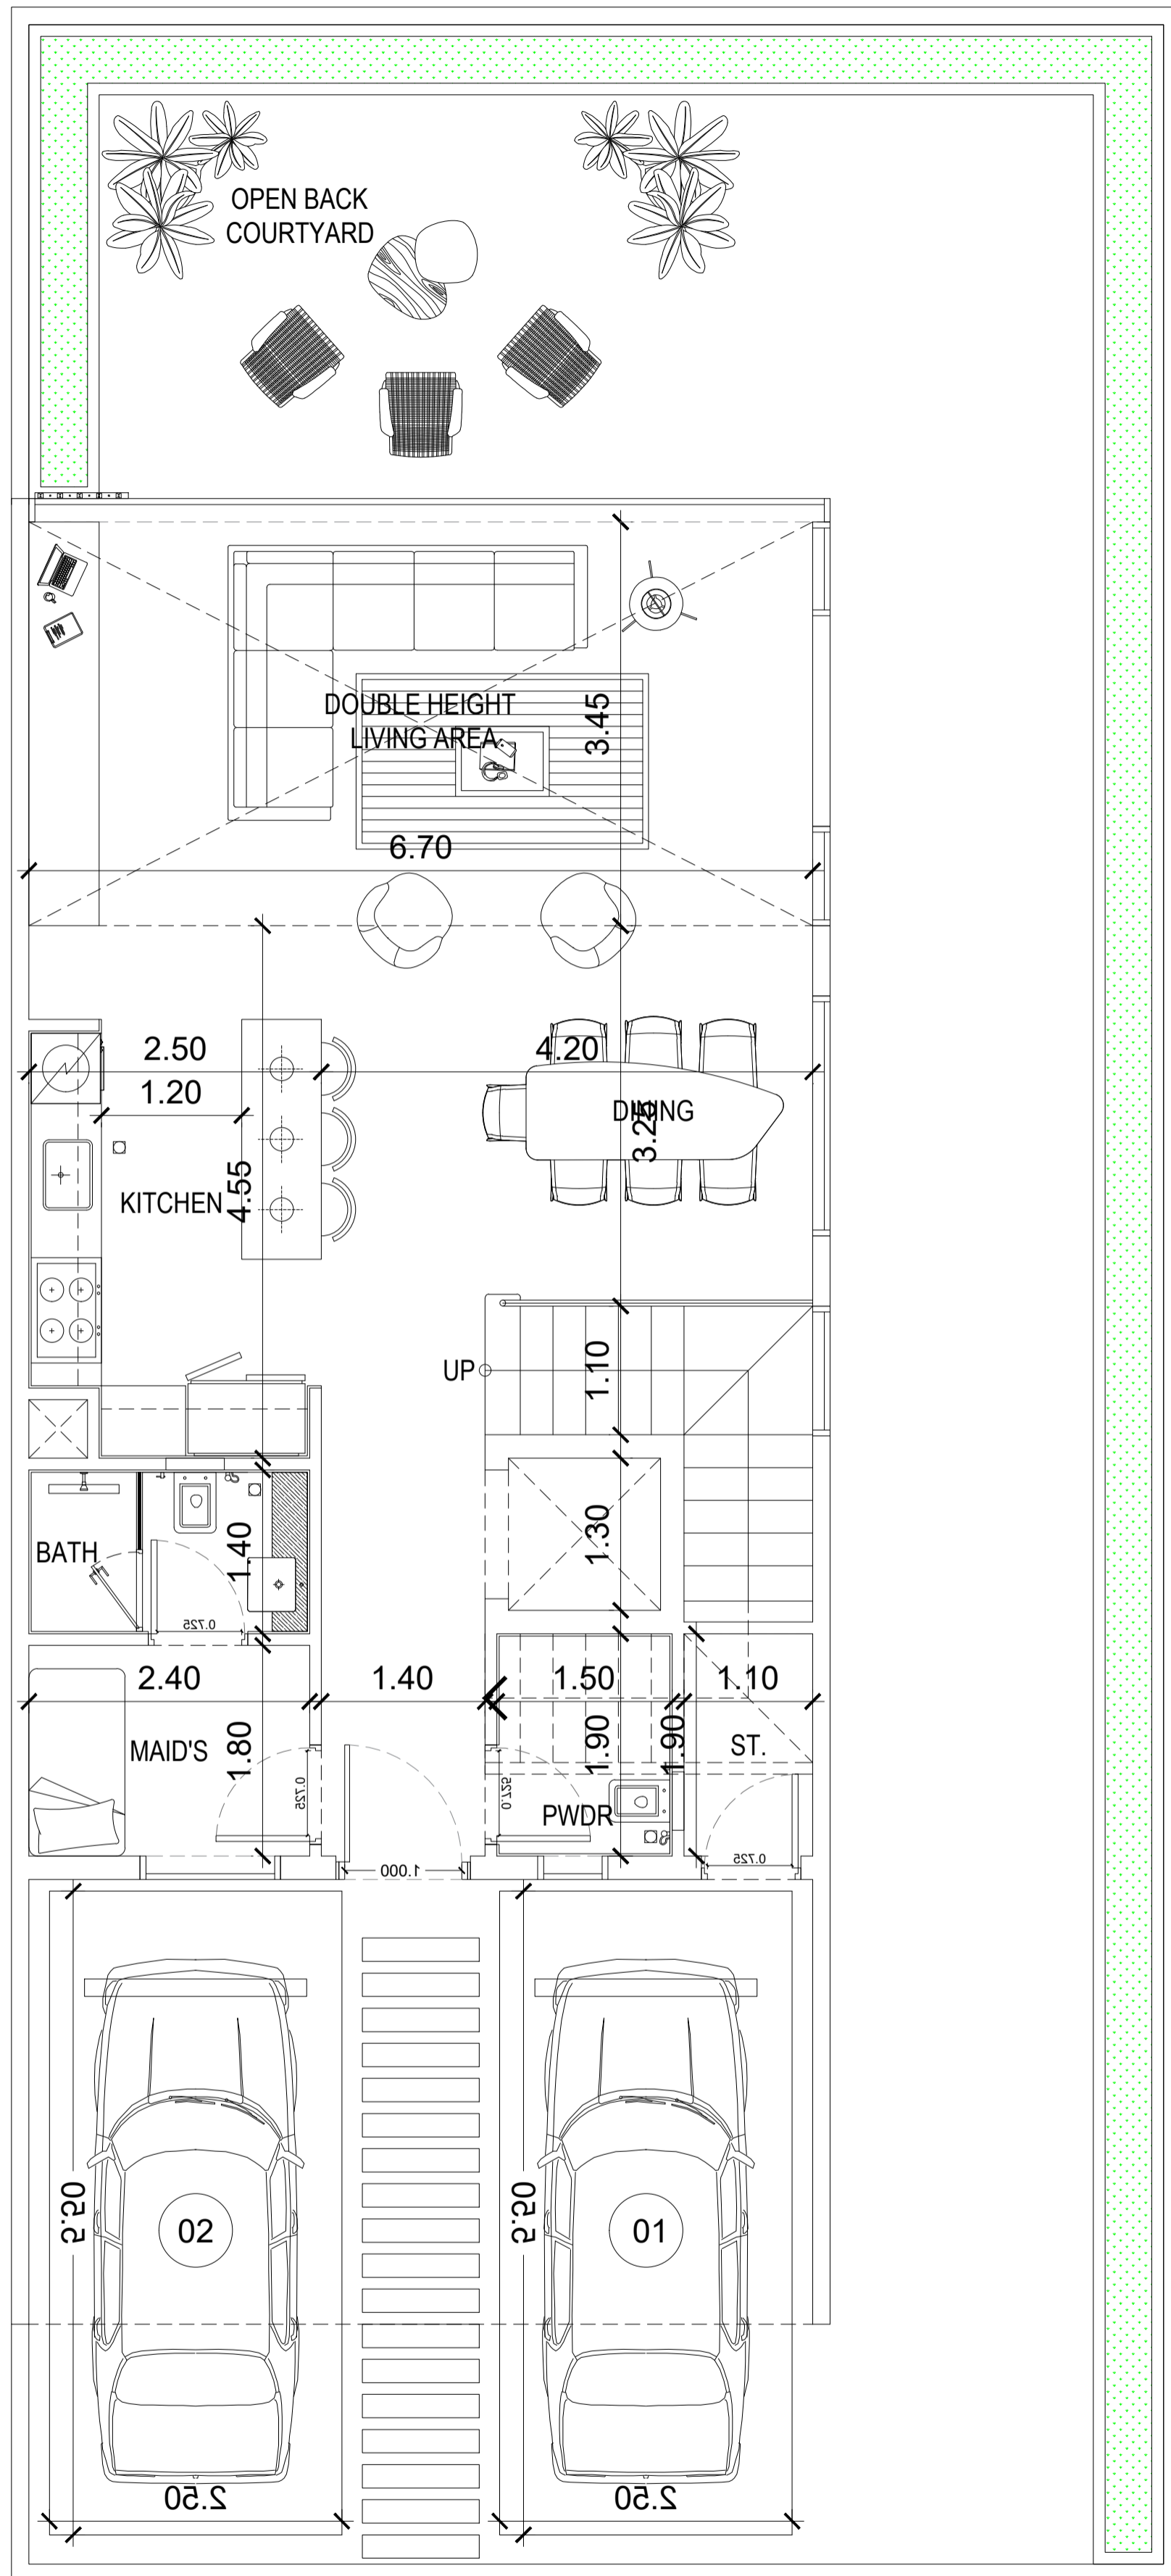 OPEN BACK
COURTYARD
DOUBLE HEIGHT
LIVING AREA
3.45
6.70
2.50
4.20
1.20
DINING
3.25
KITCHEN
4.55
UP
1.10
1.30
BATH
1.40
0.725
2.40
1.40
1.50
1.10
MAID'S
1.80
1.90
1.90
ST.
0.725
0.725
PWDR
0.725
1.000
5.50
5.50
02
01
2.50
2.50